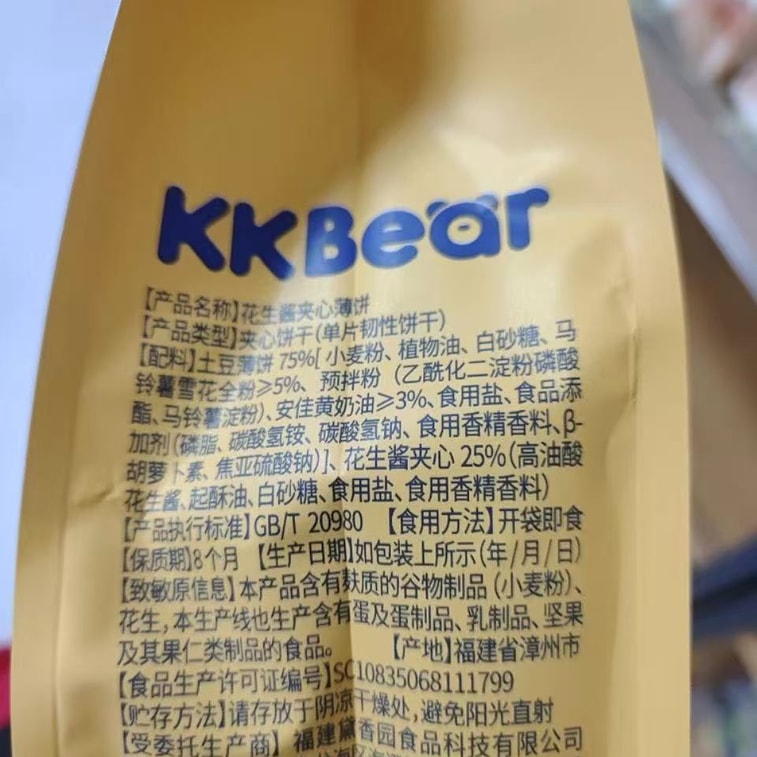 KKBear
【产品名称】花生酱夹心薄饼
【产品类型】夹心饼干(单片韧性饼干)
【配料】土豆薄饼 75%[ 小麦粉、植物油、白砂糖、马
铃薯雪花全粉≥5%、预拌粉(乙酰化二淀粉磷酸
酯、马铃薯淀粉)、安佳黄奶油≥3%、食用盐、食品添
加剂(磷脂、碳酸氢铵、碳酸氢钠、食用香精香料、β-
胡萝卜素、焦亚硫酸钠)]、花生酱夹心 25%(高油酸
花生酱、起酥油、白砂糖、食用盐、食用香精香料)
【产品执行标准】GB/T 20980 【食用方法】开袋即食
【保质期】8个月 【生产日期】如包装上所示(年/月/日)
【致敏原信息】本产品含有麸质的谷物制品(小麦粉)、
花生,本生产线也生产含有蛋及蛋制品、乳制品、坚果
及其果仁类制品的食品。 【产地】福建省漳州市
【食品生产许可证编号】SC10835068111799
【贮存方法】请存放于阴凉干燥处,避免阳光直射
【受委托生产商】福建黛香园食品科技有限公司